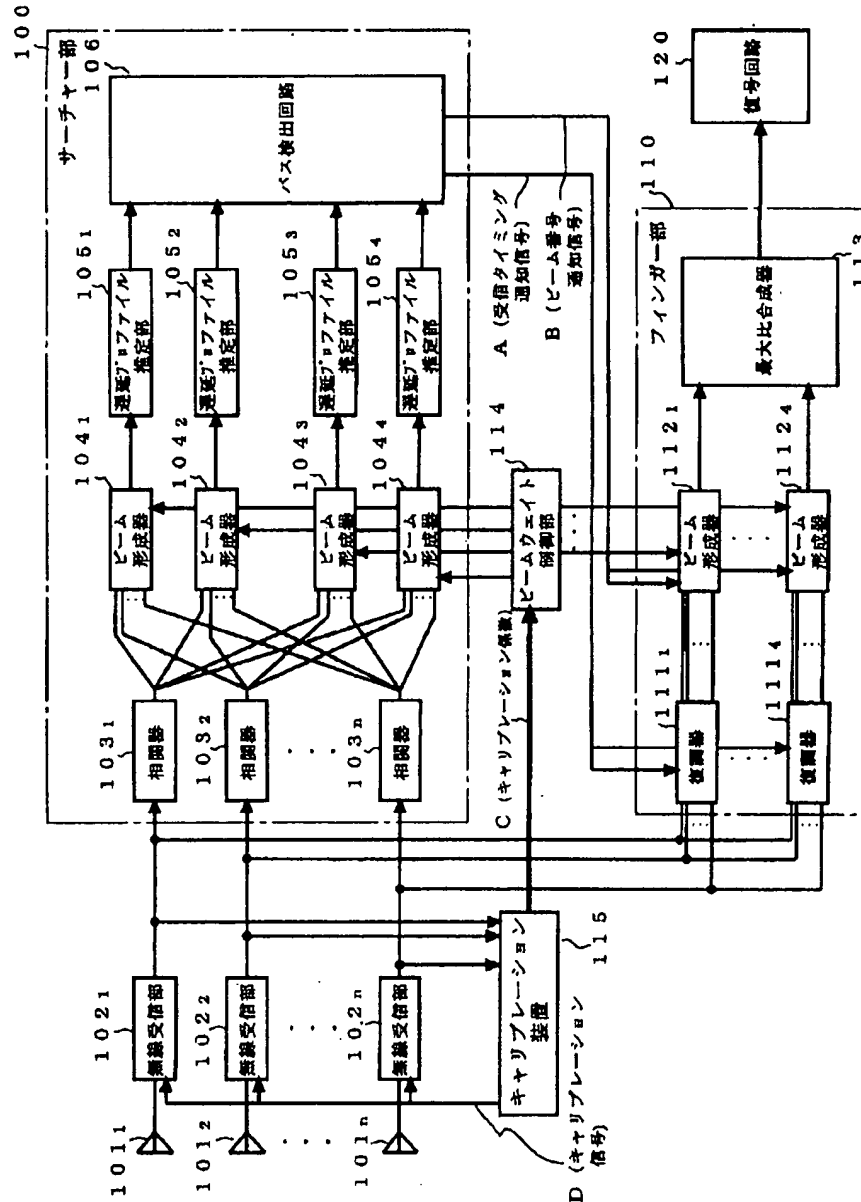 100
サーチャー部
106
パス検出回路
1051
遅延プロファイル
推定部
1052
遅延プロファイル
推定部
1053
遅延プロファイル
推定部
1054
遅延プロファイル
推定部
1041
ビーム
形成器
1042
ビーム
形成器
1043
ビーム
形成器
1044
ビーム
形成器
1031
相関器
1032
相関器
103n
相関器
1021
無線受信部
1022
無線受信部
102n
無線受信部
1011
1012
101n
D (キャリブレーション
信号)
キャリブレーション
装置
115
C (キャリブレーション係数)
114
ビームウェイト
制御部
A (受信タイミング
通知信号)
B (ビーム番号
通知信号)
110
フィンガー部
1111
復調器
1114
復調器
1121
ビーム
形成器
1124
ビーム
形成器
最大比合成器
113
120
復号回路